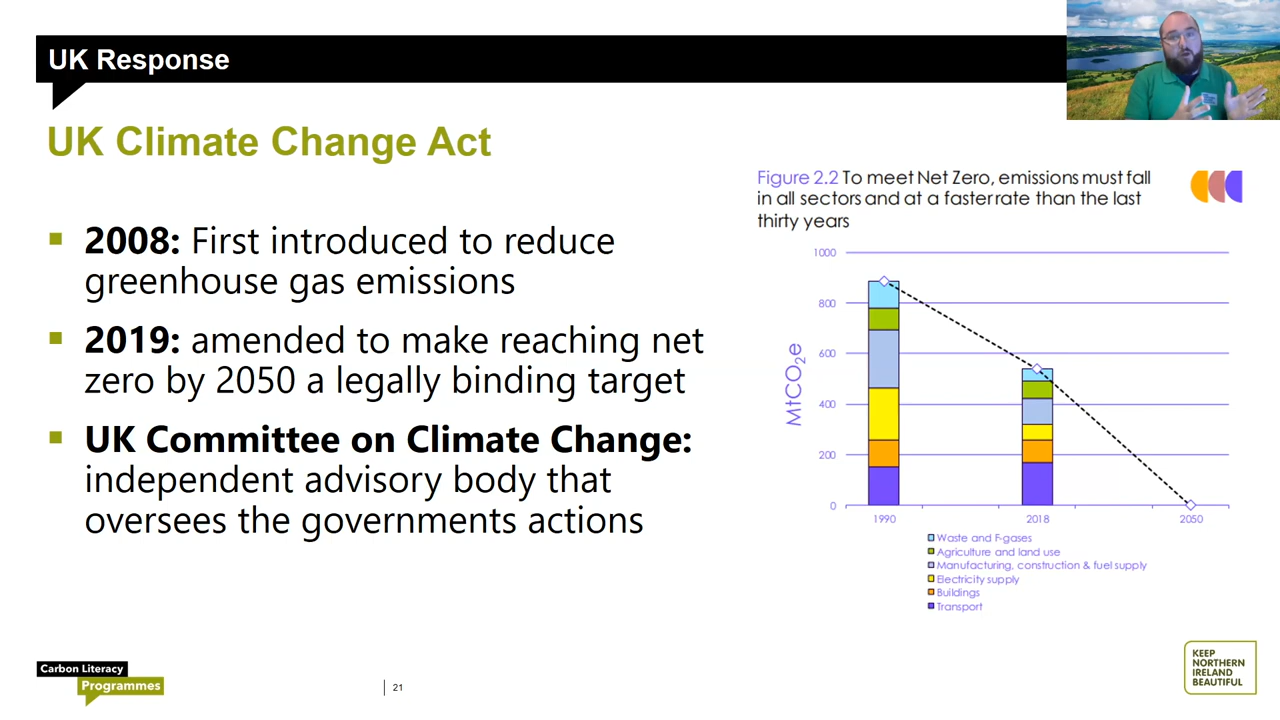 UK Response
UK Climate Change Act
2008: First introduced to reduce
greenhouse gas emissions
2019: amended to make reaching net
zero by 2050 a legally binding target
UK Committee on Climate Change:
independent advisory body that
oversees the governments actions
Figure 2.2 To meet Net Zero, emissions must fall
in all sectors and at a faster rate than the last
thirty years
MtCO2e
1000
800
600
400
200
0
1990 2018 2050
Waste and F-gases
Agriculture and land use
Manufacturing, construction & fuel supply
Electricity supply
Buildings
Transport
Carbon Literacy
Programmes
21
KEEP
NORTHERN
IRELAND
BEAUTIFUL